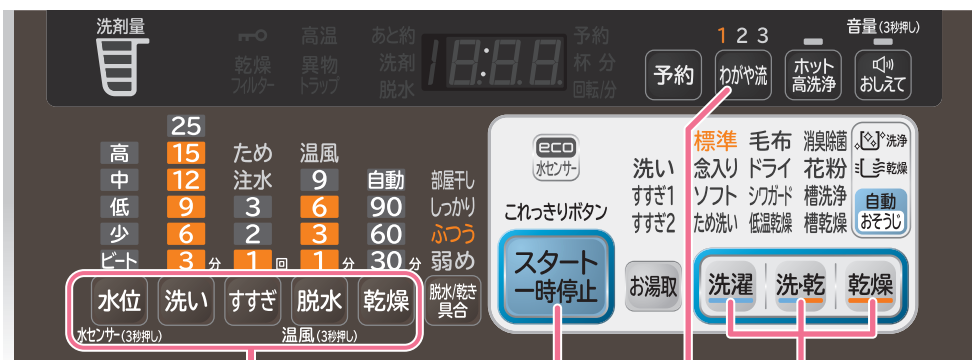 洗剤量
高温
あと約
予約
乾燥
フィルター
異物
トラップ
洗剤
脱水
18:8.8.
杯 分
回転/分
1 2 3
音量(3秒押し)
予約
わがや流
ホット
高洗浄
おしえて
25
高 15 ため 温風
中 12 注水 9 自動 部屋干し
低 9 3 6 90 しっかり
少 6 2 3 60 ふつう
ビート 3 分 1 回 1 分 30 分 弱め
水位
洗い
すすぎ
脱水
乾燥
脱水/乾き
具合
水センサー(3秒押し)
温風(3秒押し)
eco
水センサー
これっきりボタン
スタート
一時停止
洗い
すすぎ1
すすぎ2
お湯取
標準 毛布 消臭除菌
念入り ドライ 花粉
ソフト シワガード 槽洗浄
ため洗い 低温乾燥 槽乾燥
洗浄
乾燥
自動
おそうじ
洗濯
洗・乾
乾燥